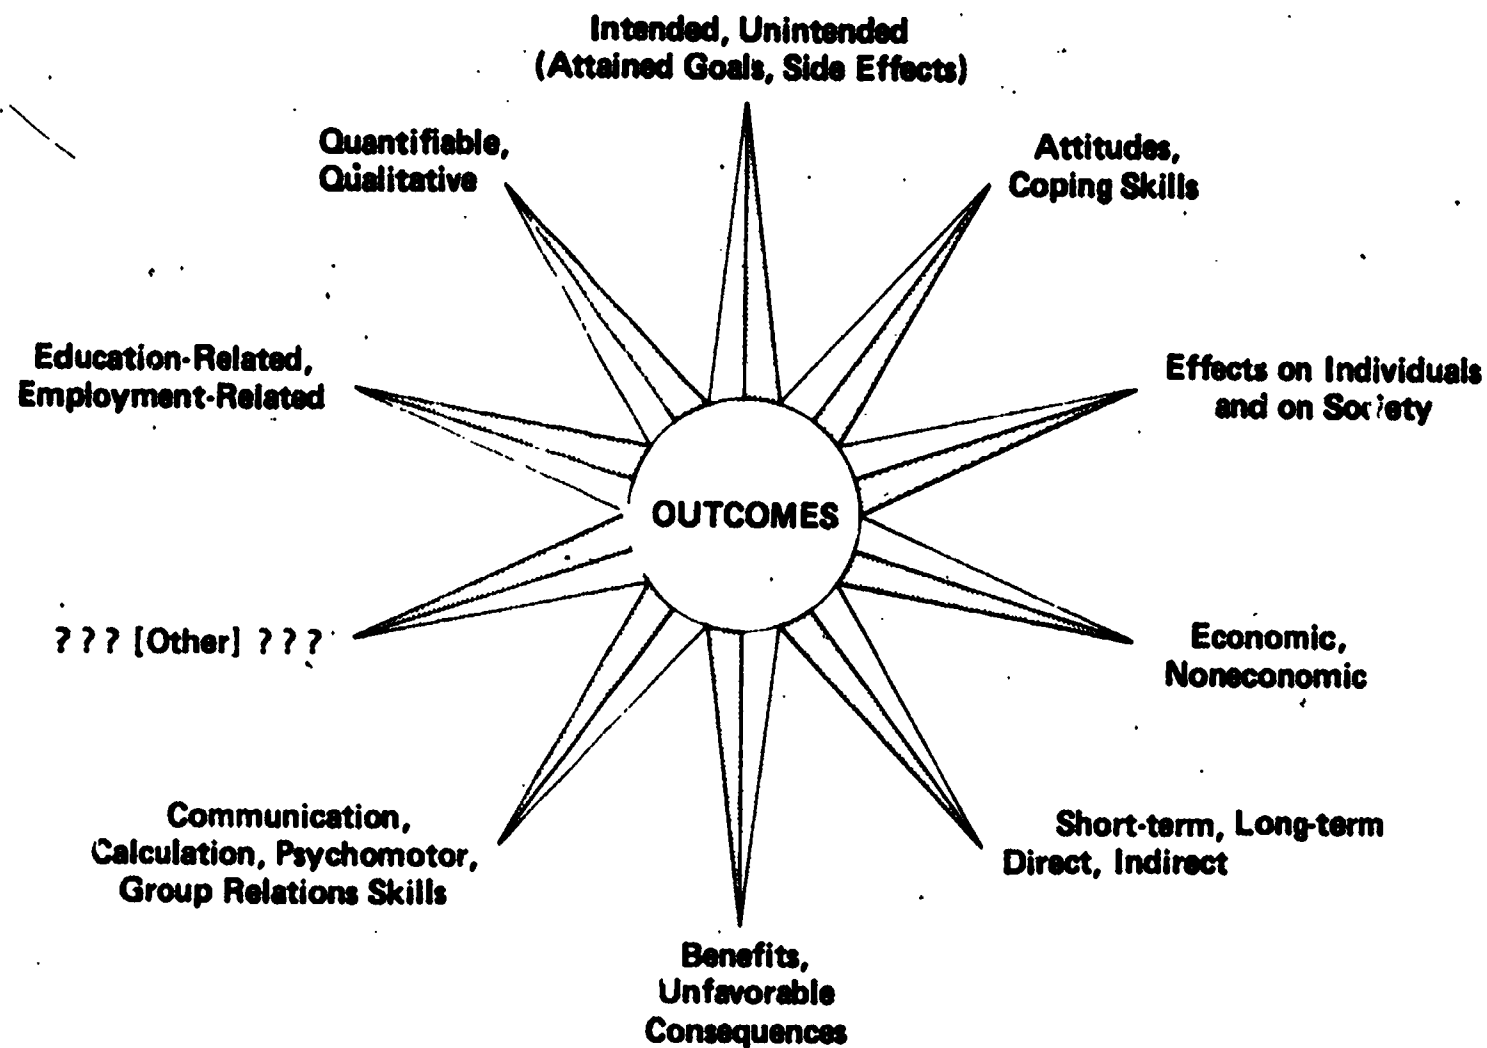 Intended, Unintended
(Attained Goals, Side Effects)
Quantifiable,
Qualitative
Attitudes,
Coping Skills
Education-Related,
Employment-Related
Effects on Individuals
and on Society
OUTCOMES
? ? ? [Other] ? ? ?
Economic,
Noneconomic
Communication,
Calculation, Psychomotor,
Group Relations Skills
Short-term, Long-term
Direct, Indirect
Benefits,
Unfavorable
Consequences